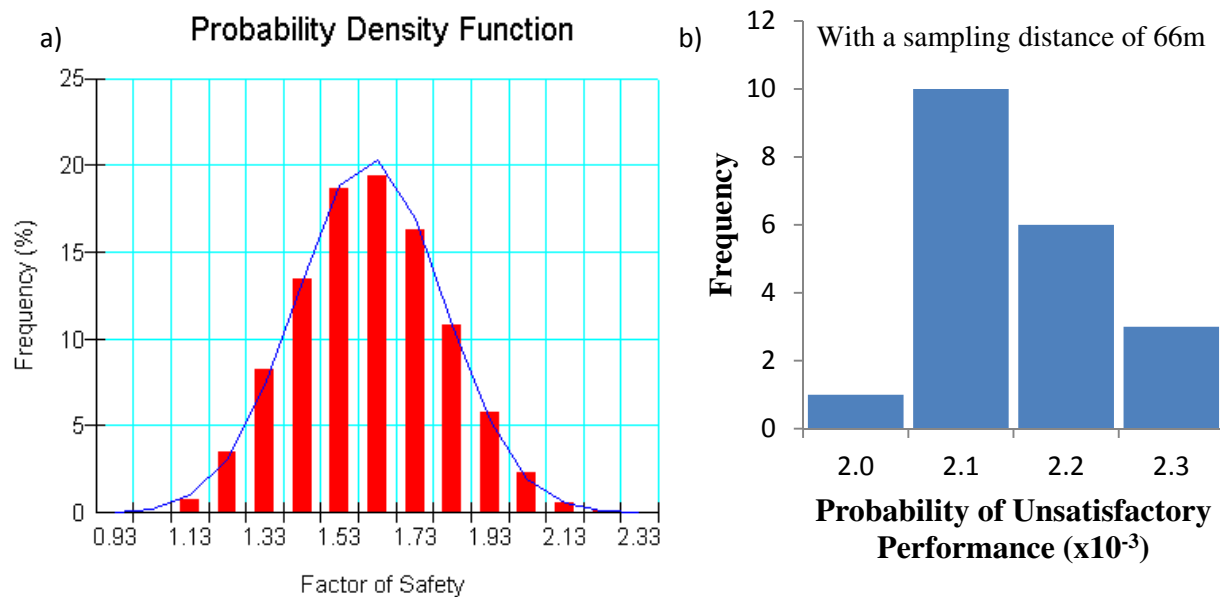 a)
Probability Density Function
25
20
15
10
5
0
Frequency (%)
0.93 1.13 1.33 1.53 1.73 1.93 2.13 2.33
Factor of Safety
b)
With a sampling distance of 66m
12
10
8
6
4
2
0
Frequency
2.0 2.1 2.2 2.3
Probability of Unsatisfactory
Performance (x10⁻³)